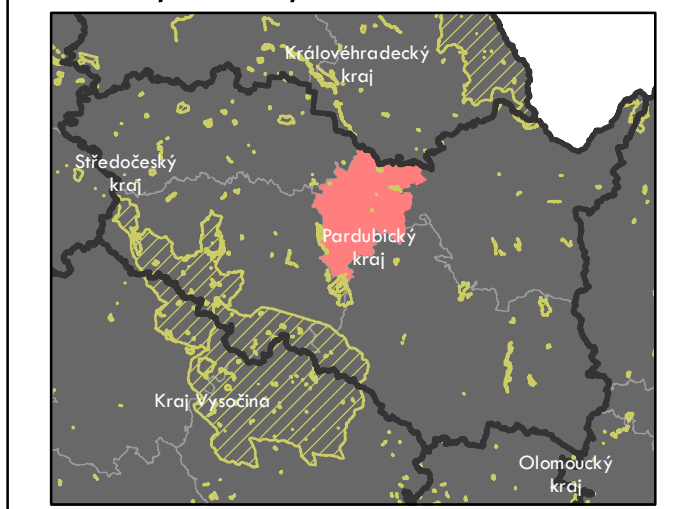 Královéhradecký
kraj
Středočeský
kraj
Pardubický
kraj
Kraj Vysočina
Olomoucký
kraj